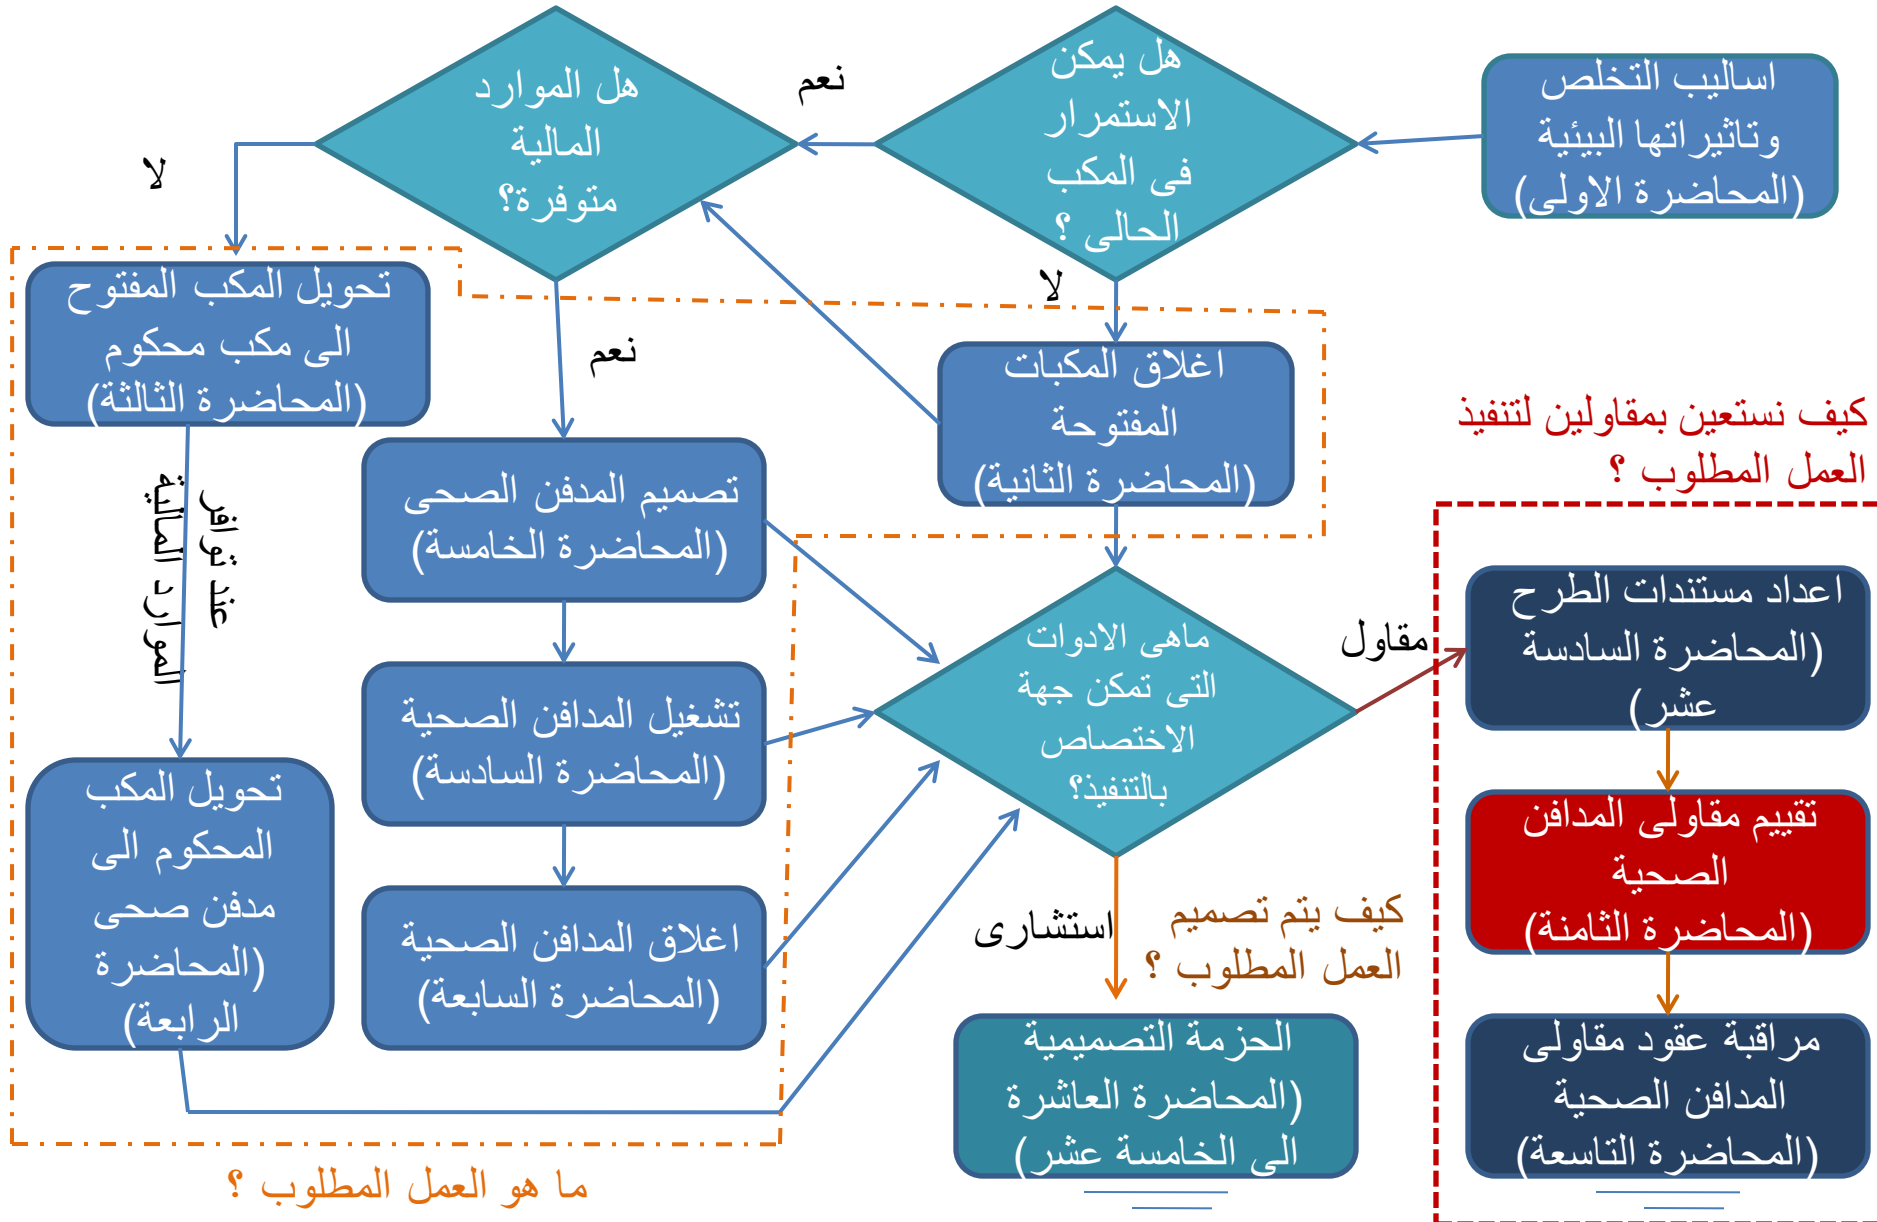 اساليب التخلص
وتاثيراتها البيئية
(المحاضرة الاولى)
هل يمكن
الاستمرار
فى المكب
الحالى ؟
نعم
هل الموارد
المالية
متوفرة؟
لا
لا
نعم
تحويل المكب المفتوح
الى مكب محكوم
(المحاضرة الثالثة)
اغلاق المكبات
المفتوحة
(المحاضرة الثانية)
كيف نستعين بمقاولين لتنفيذ
العمل المطلوب ؟
عند توافر
الموارد المالية
تصميم المدفن الصحى
(المحاضرة الخامسة)
تشغيل المدافن الصحية
(المحاضرة السادسة)
اغلاق المدافن الصحية
(المحاضرة السابعة)
تحويل المكب
المحكوم الى
مدفن صحى
(المحاضرة
الرابعة)
ماهى الادوات
التى تمكن جهة
الاختصاص
بالتنفيذ؟
مقاول
اعداد مستندات الطرح
(المحاضرة السادسة
عشر)
تقييم مقاولى المدافن
الصحية
(المحاضرة الثامنة)
مراقبة عقود مقاولى
المدافن الصحية
(المحاضرة التاسعة)
استشارى
كيف يتم تصميم
العمل المطلوب ؟
الحزمة التصميمية
(المحاضرة العاشرة
الى الخامسة عشر)
ما هو العمل المطلوب ؟